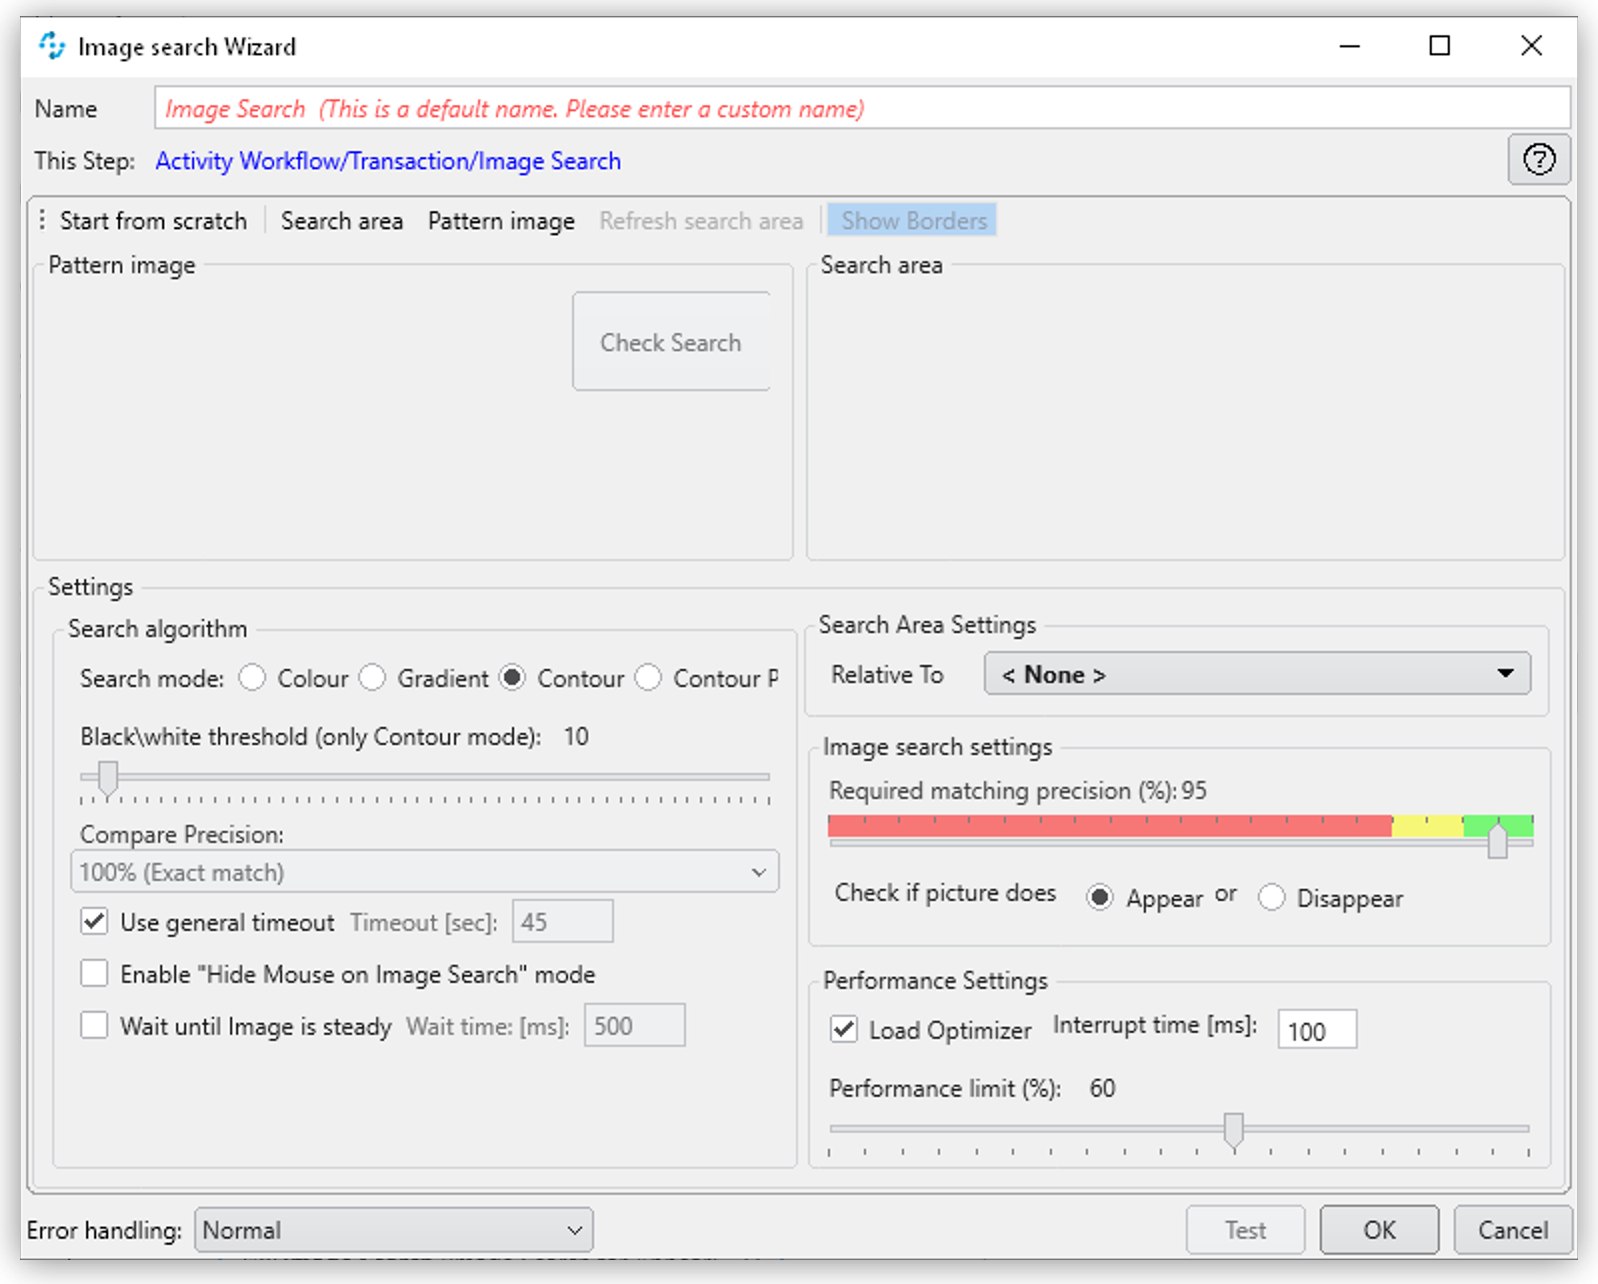 Image search Wizard
Name Image Search (This is a default name. Please enter a custom name)
This Step: Activity Workflow/Transaction/Image Search
Start from scratch Search area Pattern image Refresh search area Show Borders
Pattern image
Check Search
Search area
Settings
Search algorithm
Search mode: Colour Gradient Contour Contour P
Black\white threshold (only Contour mode): 10
Compare Precision:
100% (Exact match)
Use general timeout Timeout [sec]: 45
Enable "Hide Mouse on Image Search" mode
Wait until Image is steady Wait time: [ms]: 500
Search Area Settings
Relative To < None >
Image search settings
Required matching precision (%): 95
Check if picture does Appear or Disappear
Performance Settings
Load Optimizer Interrupt time [ms]: 100
Performance limit (%): 60
Error handling: Normal
Test OK Cancel